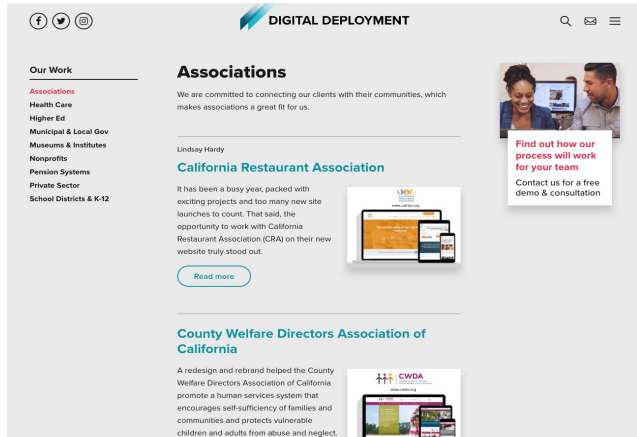 DIGITAL DEPLOYMENT
Our Work
Associations
Health Care
Higher Ed
Municipal & Local Gov
Museums & Institutes
Nonprofits
Pension Systems
Private Sector
School Districts & K-12
Associations
We are committed to connecting our clients with their communities, which
makes associations a great fit for us.
Lindsay Hardy
California Restaurant Association
It has been a busy year, packed with
exciting projects and too many new site
launches to count. That said, the
opportunity to work with California
Restaurant Association (CRA) on their new
website truly stood out.
Read more
www.calrest.org
County Welfare Directors Association of
California
A redesign and rebrand helped the County
Welfare Directors Association of California
promote a human services system that
encourages self-sufficiency of families and
communities and protects vulnerable
children and adults from abuse and neglect.
CWDA
www.cwda.org
Find out how our
process will work
for your team
Contact us for a free
demo & consultation